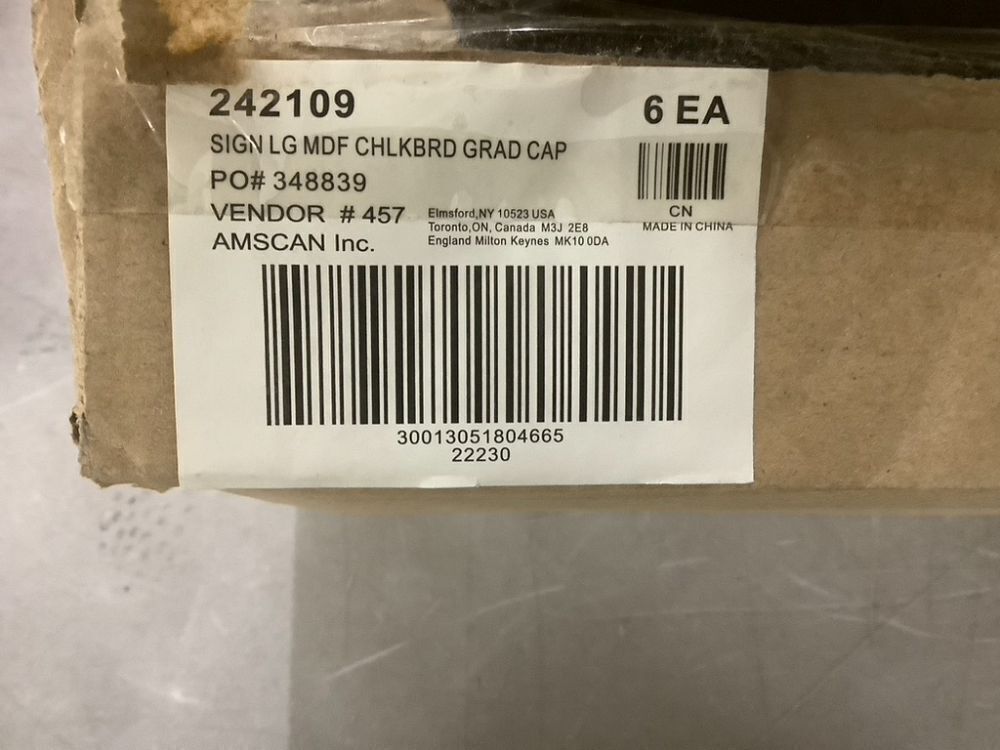 242109
6 EA
SIGN LG MDF CHLKBRD GRAD CAP
PO# 348839
VENDOR # 457
AMSCAN Inc.
Elmsford,NY 10523 USA
Toronto,ON, Canada M3J 2E8
England Milton Keynes MK10 0DA
CN
MADE IN CHINA
30013051804665
22230